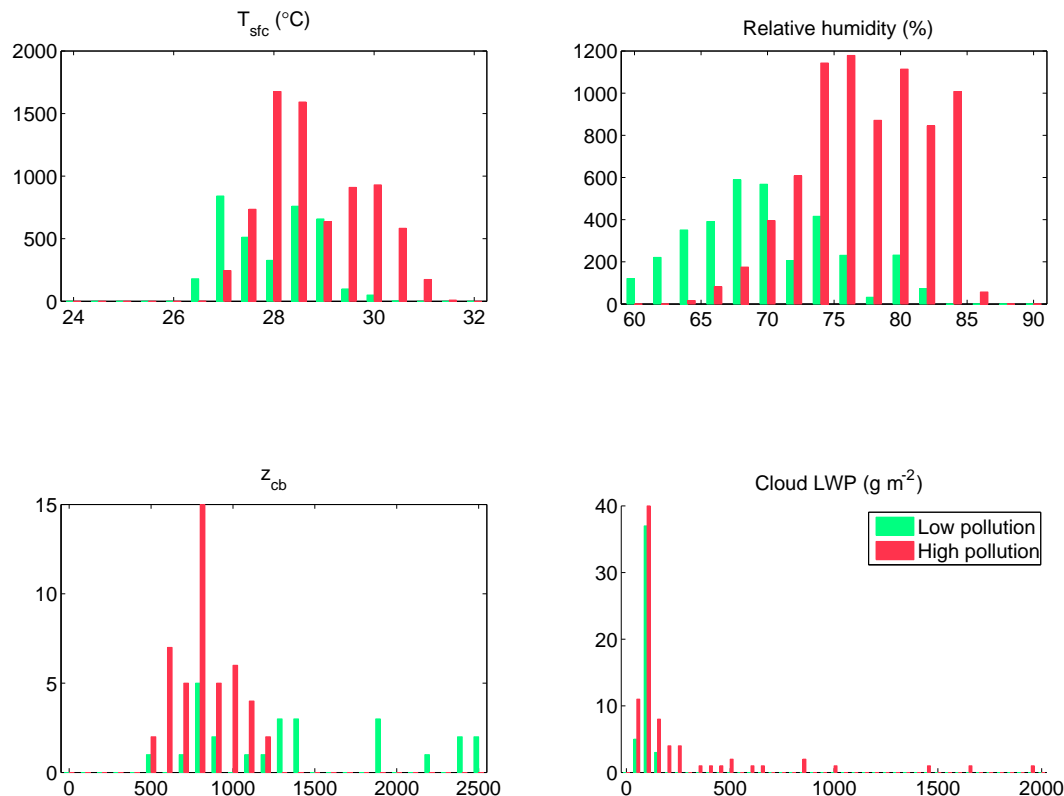 T_sfc (°C)
2000
1500
1000
500
0
24 26 28 30 32
Relative humidity (%)
1200
1000
800
600
400
200
0
60 65 70 75 80 85 90
z_cb
15
10
5
0
0 500 1000 1500 2000 2500
Cloud LWP (g m⁻²)
40
30
20
10
0
0 500 1000 1500 2000
Low pollution
High pollution